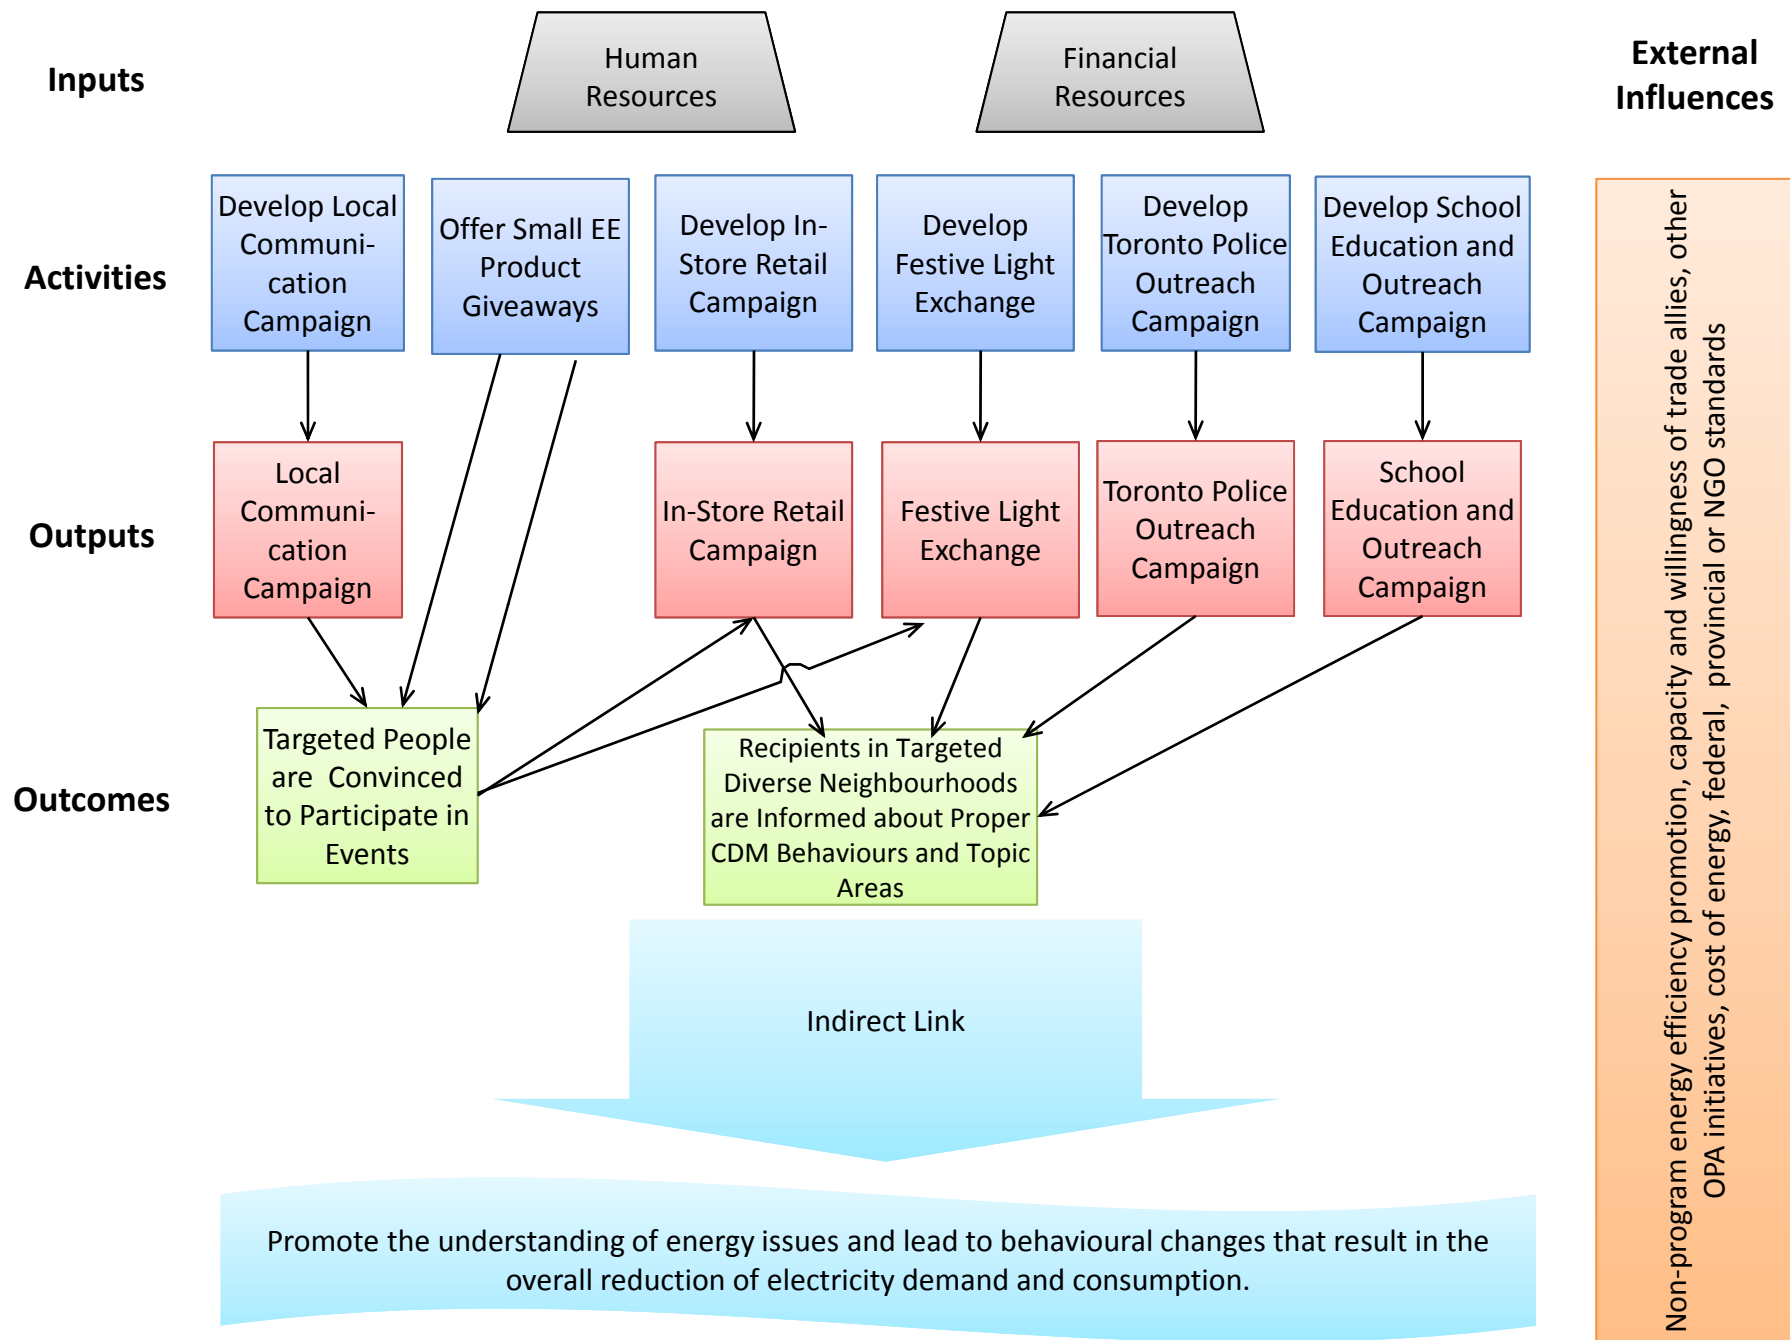 Inputs
Human
Resources
Financial
Resources
External
Influences
Activities
Develop Local
Communi-
cation
Campaign
Offer Small EE
Product
Giveaways
Develop In-
Store Retail
Campaign
Develop
Festive Light
Exchange
Develop
Toronto Police
Outreach
Campaign
Develop School
Education and
Outreach
Campaign
Outputs
Local
Communi-
cation
Campaign
In-Store Retail
Campaign
Festive Light
Exchange
Toronto Police
Outreach
Campaign
School
Education and
Outreach
Campaign
Outcomes
Targeted People
are Convinced
to Participate in
Events
Recipients in Targeted
Diverse Neighbourhoods
are Informed about Proper
CDM Behaviours and Topic
Areas
Indirect Link
Promote the understanding of energy issues and lead to behavioural changes that result in the
overall reduction of electricity demand and consumption.
Non-program energy efficiency promotion, capacity and willingness of trade allies, other
OPA initiatives, cost of energy, federal, provincial or NGO standards